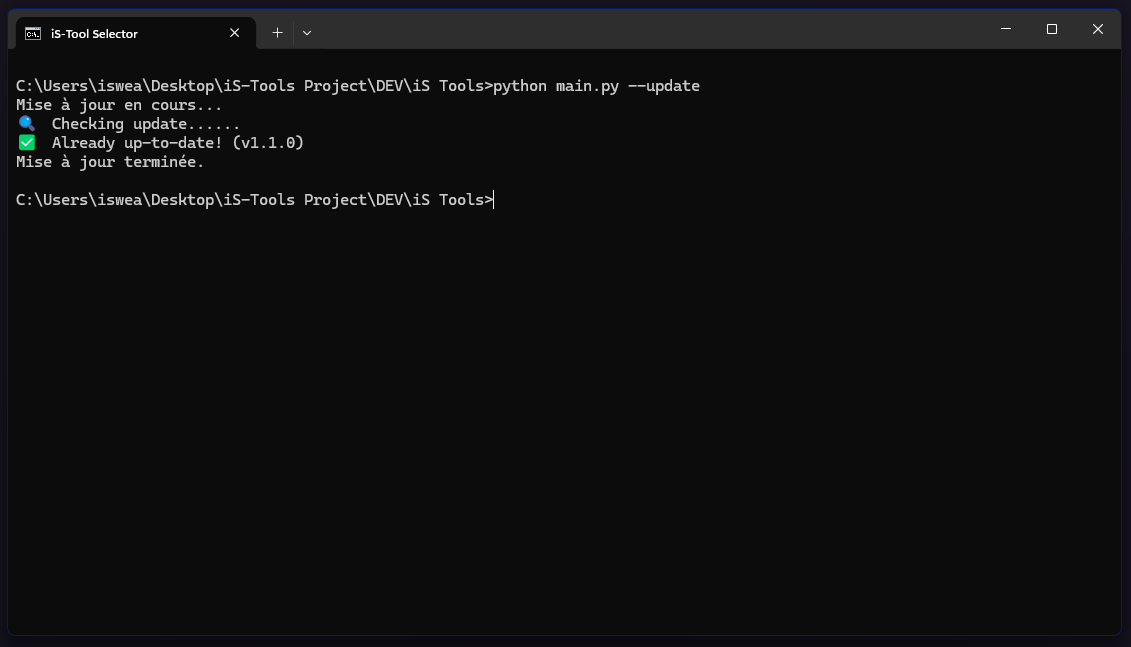 iS-Tool Selector
C:\Users\iswea\Desktop\iS-Tools Project\DEV\iS Tools>python main.py --update
Mise à jour en cours...
🔍 Checking update......
✅ Already up-to-date! (v1.1.0)
Mise à jour terminée.
C:\Users\iswea\Desktop\iS-Tools Project\DEV\iS Tools>